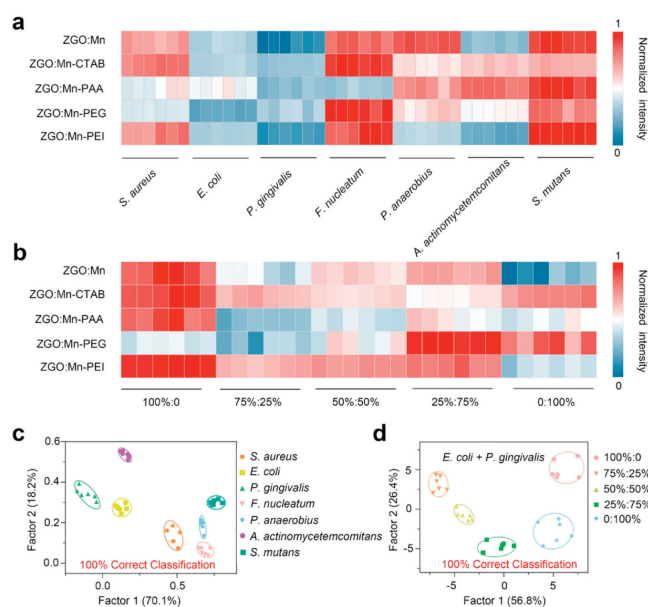 a
ZGO:Mn
ZGO:Mn-CTAB
ZGO:Mn-PAA
ZGO:Mn-PEG
ZGO:Mn-PEI
S. aureus
E. coli
P. gingivalis
F. nucleatum
P. anaerobius
A. actinomycetemcomitans
S. mutans
1
Normalized intensity
0
b
ZGO:Mn
ZGO:Mn-CTAB
ZGO:Mn-PAA
ZGO:Mn-PEG
ZGO:Mn-PEI
100%:0 75%:25% 50%:50% 25%:75% 0:100%
1
Normalized intensity
0
c
0.6
0.4
0.2
0.0
Factor 2 (18.2%)
100% Correct Classification
0.0 0.5
Factor 1 (70.1%)
S. aureus
E. coli
P. gingivalis
F. nucleatum
P. anaerobius
A. actinomycetemcomitans
S. mutans
d
E. coli + P. gingivalis
5
0
-5
Factor 2 (26.4%)
100% Correct Classification
-5 0 5
Factor 1 (56.8%)
100%:0
75%:25%
50%:50%
25%:75%
0:100%